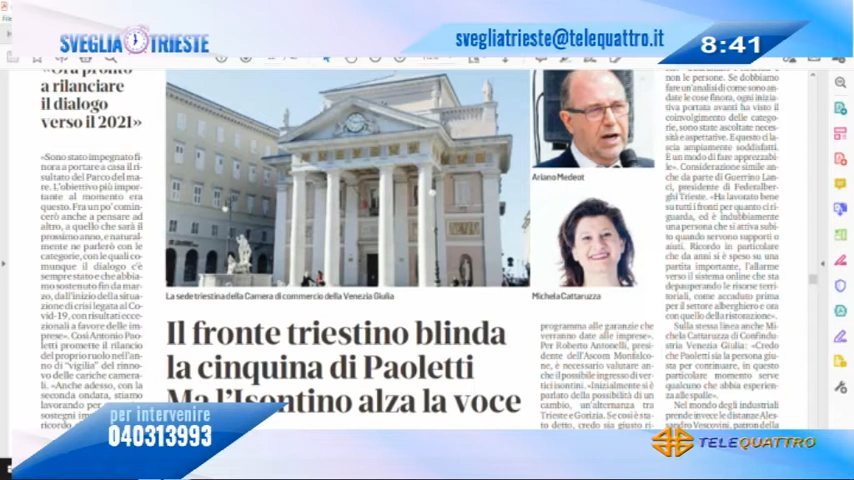 SVEGLIA TRIESTE
svegliatrieste@telequattro.it
8:41
«Ora pronto
a rilanciare
il dialogo
verso il 2021»
«Sono stato impegnato fi-
nora a portare a casa il ri-
sultato del Parco del ma-
re. L'obiettivo più impor-
tante al momento era
questo. Fra un po' comin-
cerò anche a pensare ad
altro, a quello che sarà il
prossimo anno, e natural-
mente ne parlerò con le
categorie, con le quali co-
munque il dialogo c'è
sempre stato e che abbia-
mo sostenuto fin da mar-
zo, dall'inizio della situa-
zione di crisi legata al Co-
vid-19, con risultati ecce-
zionali a favore delle im-
prese». Così Antonio Pao-
letti promette il rilancio
del proprio ruolo nell'an-
no di "vigilia" del rinno-
vo delle cariche camera-
li. «Anche adesso, con la
seconda ondata, stiamo
lavorando per
sostegni
ricordo
La sede triestina della Camera di commercio della Venezia Giulia
Ariano Medeot
Michela Cattaruzza
Il fronte triestino blinda
la cinquina di Paoletti
Ma l'Isontino alza la voce
programma alle garanzie che
verranno date alle imprese».
Per Roberto Antonelli, presi-
dente dell'Ascom Monfalco-
ne, è necessario valutare an-
che il possibile ingresso di ver-
tici isontini. «Inizialmente si è
parlato della possibilità di un
cambio, un'alternanza tra
Trieste e Gorizia. Se così è sta-
to detto, credo sia giusto ri-
non le persone. Se dobbiamo
fare un'analisi di come sono an-
date le cose finora, ogni inizia-
tiva portata avanti ha visto il
coinvolgimento delle catego-
rie, sono state ascoltate neces-
sità e aspettative. E questo ci la-
scia ampiamente soddisfatti.
È un modo di fare apprezzabi-
le». Considerazione simile an-
che da parte di Guerrino Lan-
ci, presidente di Federalber-
ghi Trieste. «Ha lavorato bene
su tutti i fronti per quanto ci ri-
guarda, ed è indubbiamente
una persona che si attiva subi-
to quando servono supporti o
aiuti. Ricordo in particolare
che da anni si è speso su una
partita importante, l'allarme
verso il sistema online che sta
depauperando le risorse terri-
toriali, come accaduto prima
per il settore alberghiero e ora
con quello della ristorazione».
Sulla stessa linea anche Mi-
chela Cattaruzza di Confindu-
stria Venezia Giulia: «Credo
che Paoletti sia la persona giu-
sta per continuare, in questo
particolare momento serve
qualcuno che abbia esperien-
za alle spalle».
Nel mondo degli industriali
prende invece le distanze Ales-
sandro Vescovini, patron della
per intervenire
040313993
TELEQUATTRO